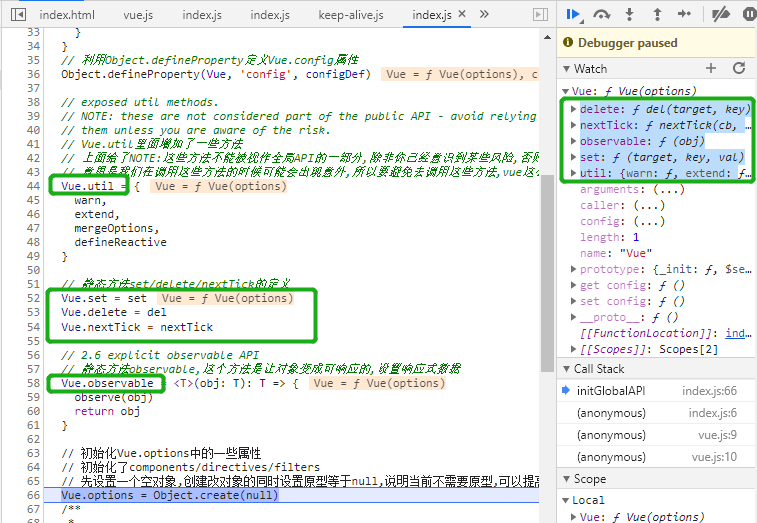 index.html vue.js index.js index.js keep-alive.js index.js × »
33 }
34 }
35 // 利用Object.defineProperty定义Vue.config属性
36 Object.defineProperty(Vue, 'config', configDef) Vue = ƒ Vue(options), c
37
38 // exposed util methods.
39 // NOTE: these are not considered part of the public API - avoid relying
40 // them unless you are aware of the risk.
41 // Vue.util里面增加了一些方法
42 // 上面给了NOTE:这些方法不能被视作全局API的一部分,除非你已经意识到某些风险,否则
43 // 意思是我们在调用这些方法的时候可能会出现意外,所以要避免去调用这些方法,vue这么
44 Vue.util = { Vue = ƒ Vue(options)
45 warn,
46 extend,
47 mergeOptions,
48 defineReactive
49 }
50
51 // 静态方法set/delete/nextTick的定义
52 Vue.set = set Vue = ƒ Vue(options)
53 Vue.delete = del
54 Vue.nextTick = nextTick
55
56 // 2.6 explicit observable API
57 // 静态方法observable,这个方法是让对象变成可响应的,设置响应式数据
58 Vue.observable = <T>(obj: T): T => { Vue = ƒ Vue(options)
59 observe(obj)
60 return obj
61 }
62
63 // 初始化Vue.options中的一些属性
64 // 初始化了components/directives/filters
65 // 先设置一个空对象,创建改对象的同时设置原型等于null,说明当前不需要原型,可以提高
66 Vue.options = Object.create(null)
67 /**
68 *
Debugger paused
Watch
Vue: ƒ Vue(options)
delete: ƒ del(target, key)
nextTick: ƒ nextTick(cb, …
observable: ƒ (obj)
set: ƒ (target, key, val)
util: {warn: ƒ, extend: ƒ…
arguments: (...)
caller: (...)
config: (...)
length: 1
name: "Vue"
prototype: {_init: ƒ, $se…
get config: ƒ ()
set config: ƒ ()
__proto__: ƒ ()
[[FunctionLocation]]: ind…
[[Scopes]]: Scopes[2]
Call Stack
initGlobalAPI index.js:66
(anonymous) index.js:6
(anonymous) vue.js:9
(anonymous) vue.js:10
Scope
Local
Vue: ƒ Vue(options)